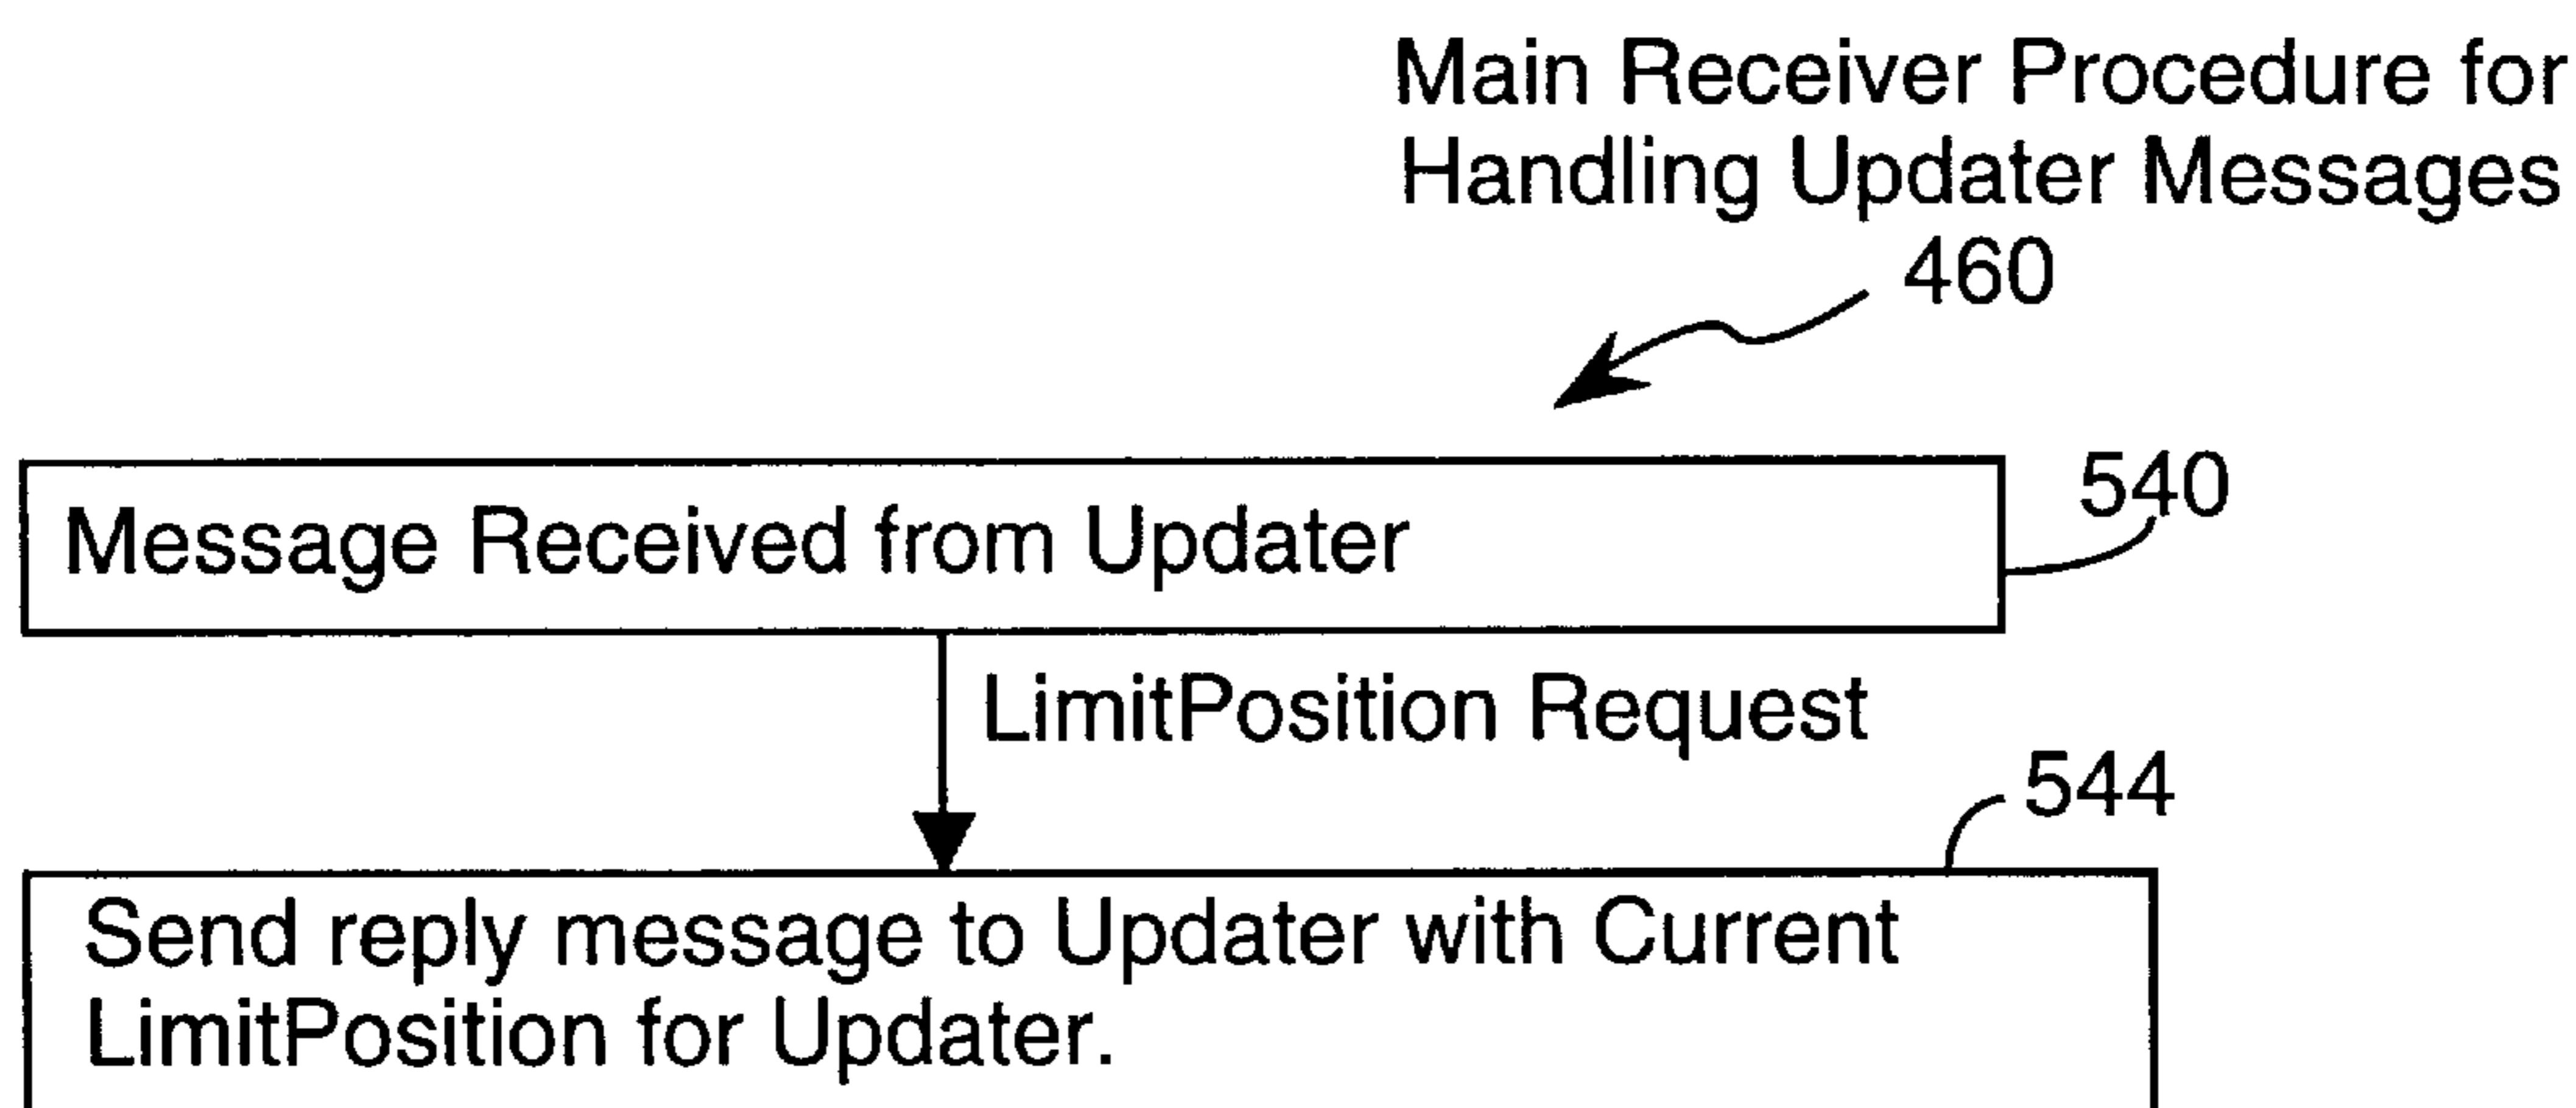 Main Receiver Procedure for
Handling Updater Messages
460
Message Received from Updater
540
LimitPosition Request
544
Send reply message to Updater with Current
LimitPosition for Updater.